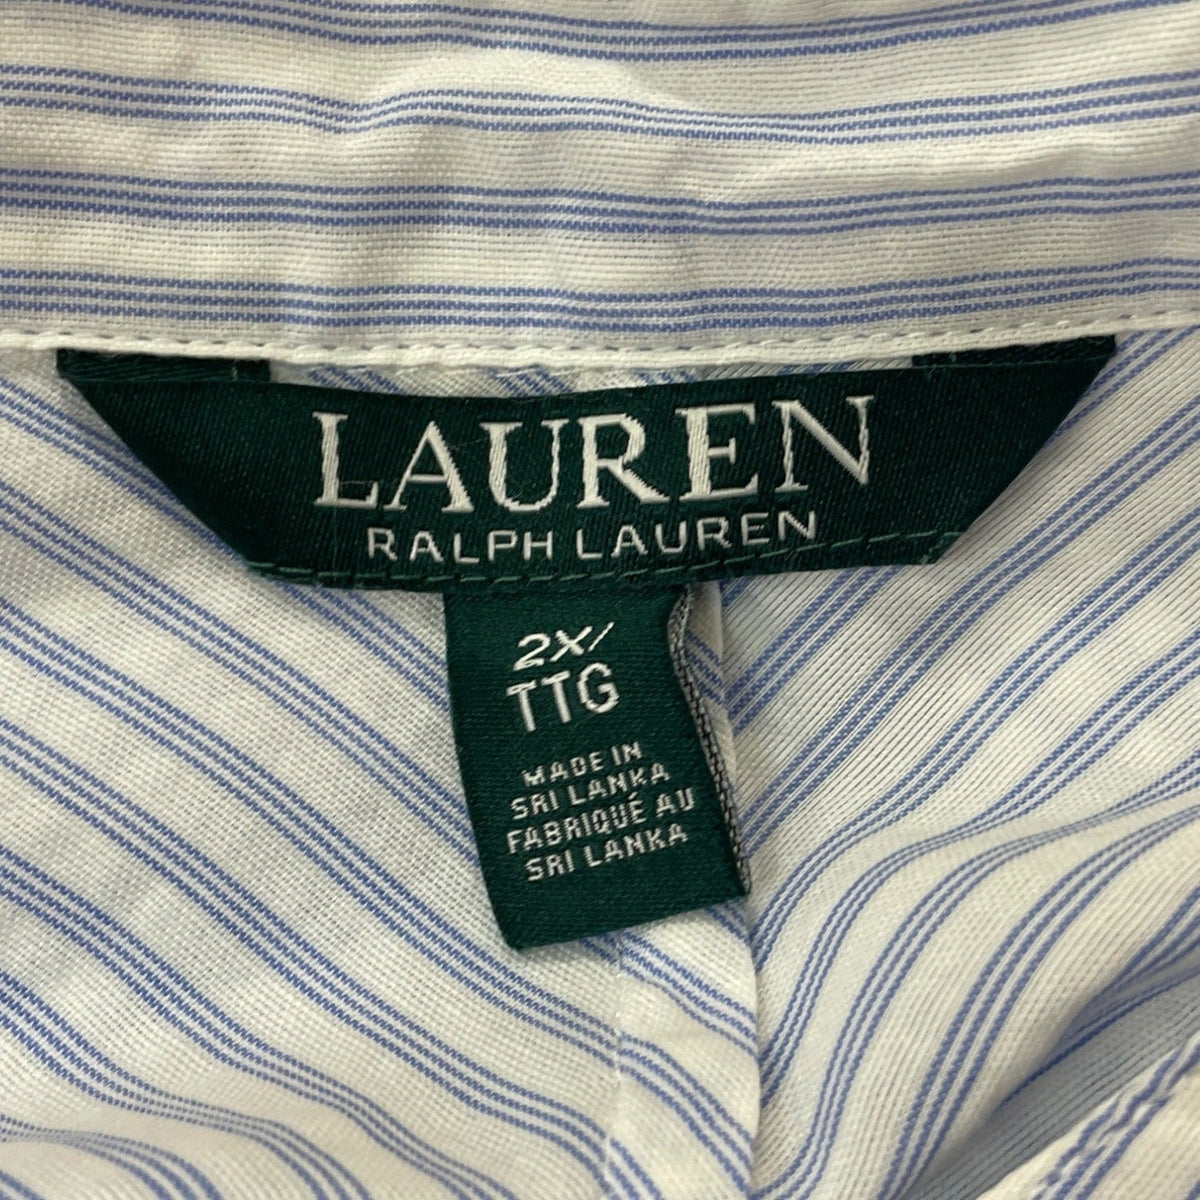 LAUREN
RALPH LAUREN
2X/
TTG
MADE IN
SRI LANKA
FABRIQUÉ AU
SRI LANKA